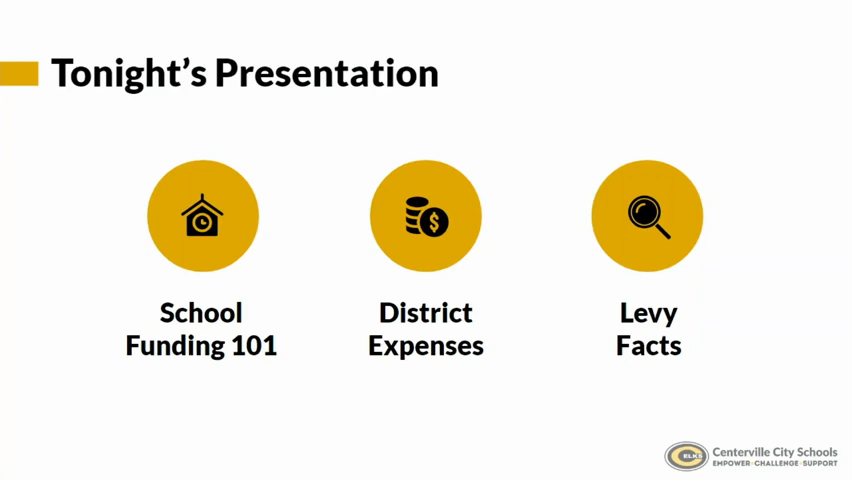 Tonight's Presentation
School
Funding 101
District
Expenses
Levy
Facts
ELKS
Centerville City Schools
EMPOWER·CHALLENGE·SUPPORT